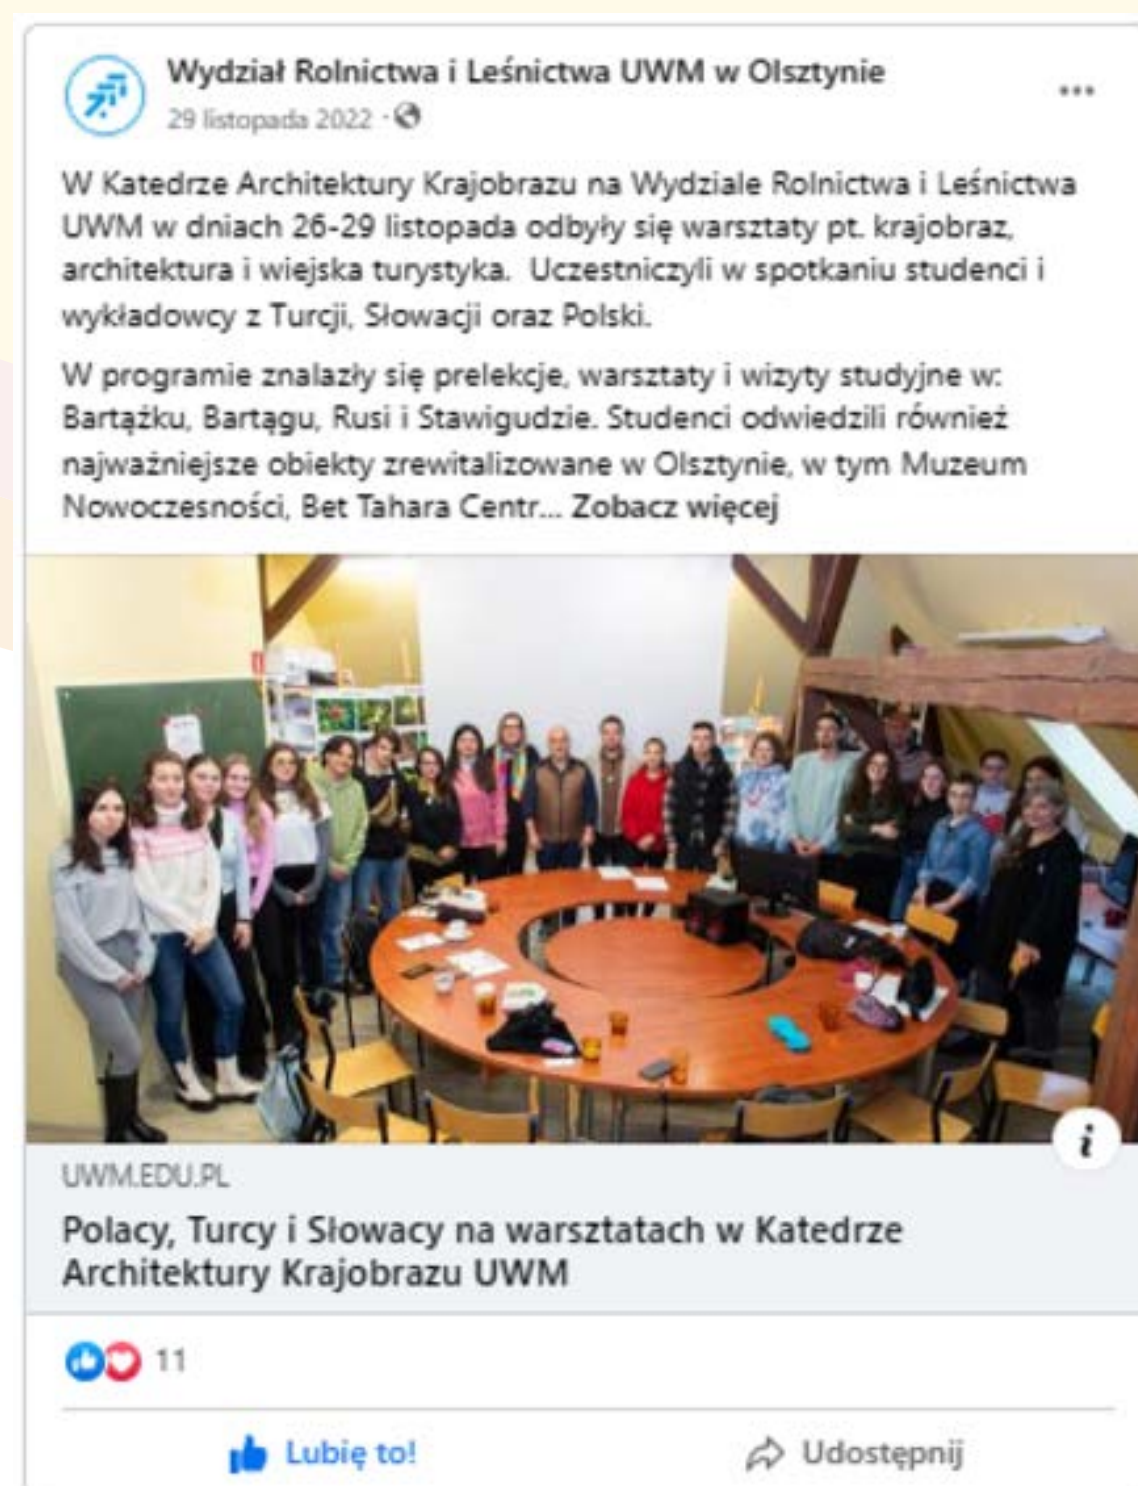 Wydział Rolnictwa i Leśnictwa UWM w Olsztynie
29 listopada 2022 ·
W Katedrze Architektury Krajobrazu na Wydziale Rolnictwa i Leśnictwa
UWM w dniach 26-29 listopada odbyły się warsztaty pt. krajobraz,
architektura i wiejska turystyka. Uczestniczyli w spotkaniu studenci i
wykładowcy z Turcji, Słowacji oraz Polski.
W programie znalazły się prelekcje, warsztaty i wizyty studyjne w:
Bartążku, Bartągu, Rusi i Stawigudzie. Studenci odwiedzili również
najważniejsze obiekty zrewitalizowane w Olsztynie, w tym Muzeum
Nowoczesności, Bet Tahara Centr... Zobacz więcej
UWM.EDU.PL
Polacy, Turcy i Słowacy na warsztatach w Katedrze
Architektury Krajobrazu UWM
11
Lubię to!
Udostępnij